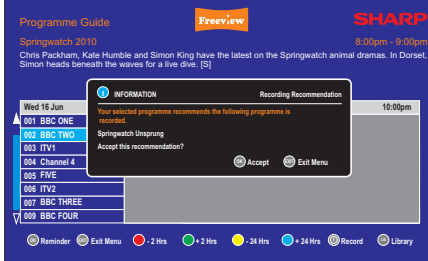 Programme Guide
Freeview
SHARP
Springwatch 2010
8:00pm - 9:00pm
Chris Packham, Kate Humble and Simon King have the latest on the Springwatch animal dramas. In Dorset,
Simon heads beneath the waves for a live dive. [S]
i INFORMATION
Recording Recommendation
Your selected programme recommends the following programme is
recorded.
Springwatch Unsprung
Accept this recommendation?
OK Accept
EXIT Exit Menu
Wed 16 Jun
10:00pm
001 BBC ONE
002 BBC TWO
003 ITV1
004 Channel 4
005 FIVE
006 ITV2
007 BBC THREE
009 BBC FOUR
OK Reminder
EXIT Exit Menu
- 2 Hrs
+ 2 Hrs
- 24 Hrs
+ 24 Hrs
Record
Library